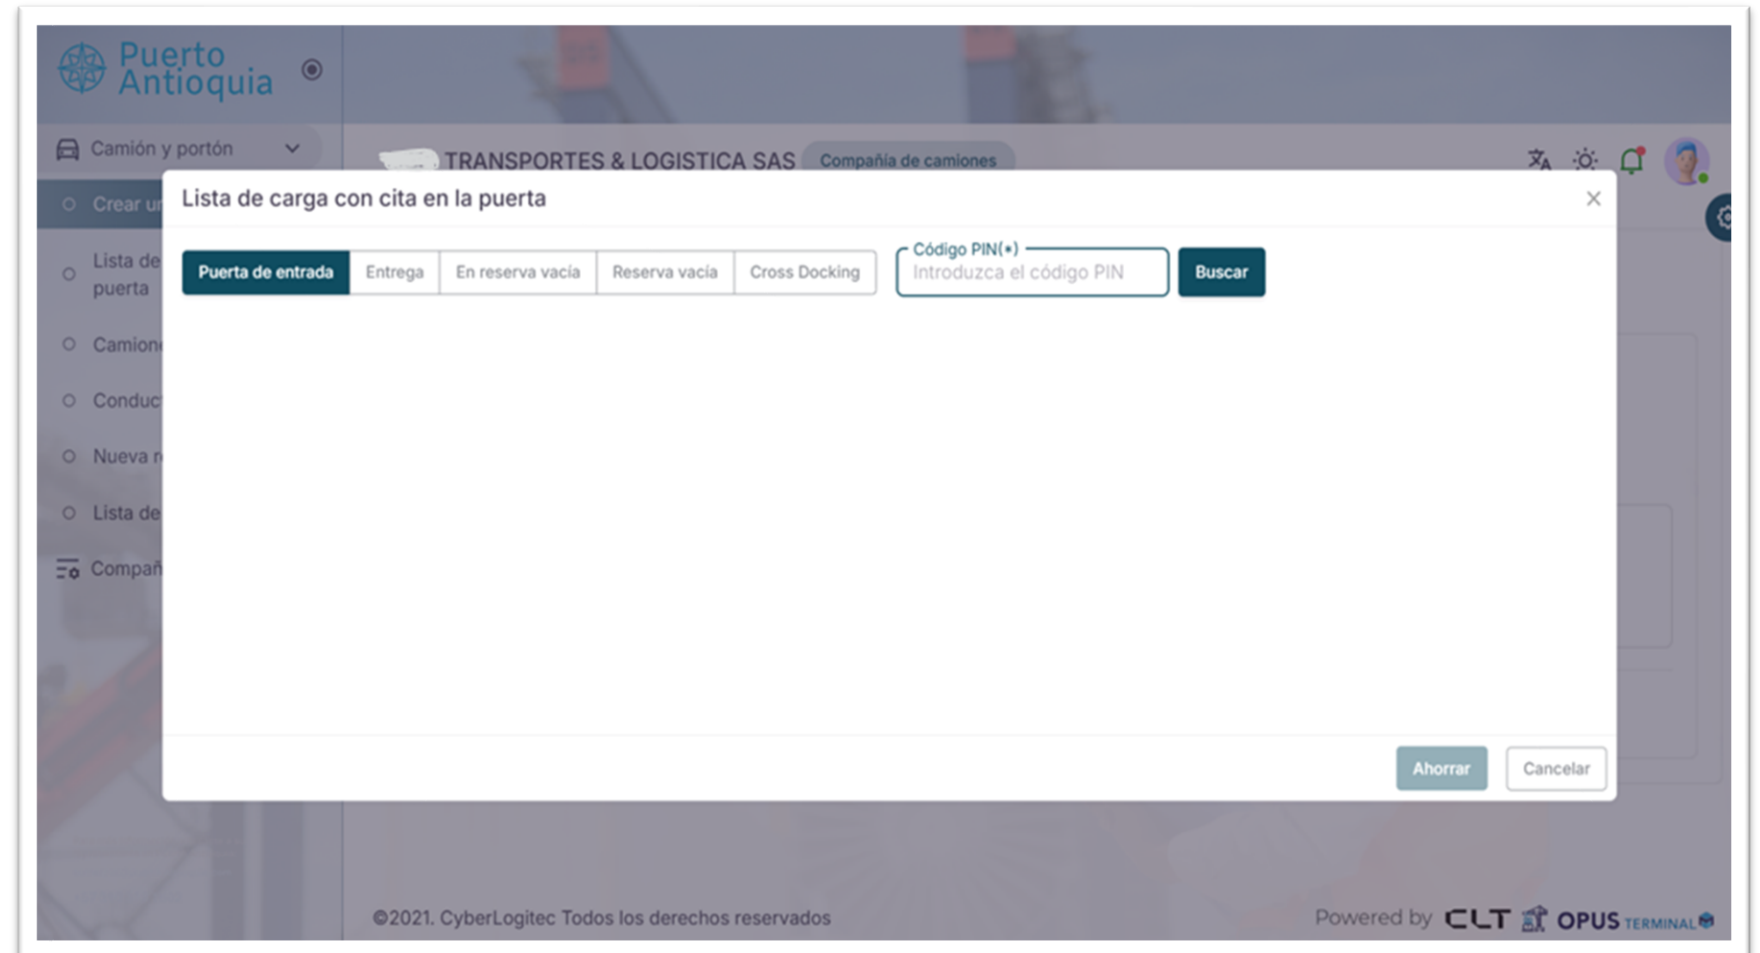 Puerto
Antioquia
Camión y portón
TRANSPORTES & LOGISTICA SAS
Compañía de camiones
Lista de carga con cita en la puerta
Crear un
Lista de
puerta
Puerta de entrada
Entrega
En reserva vacía
Reserva vacía
Cross Docking
Código PIN(*)
Introduzca el código PIN
Buscar
Camione
Conduc
Nueva r
Lista de
Compañ
Ahorrar
Cancelar
©2021. CyberLogitec Todos los derechos reservados
Powered by CLT OPUS TERMINAL